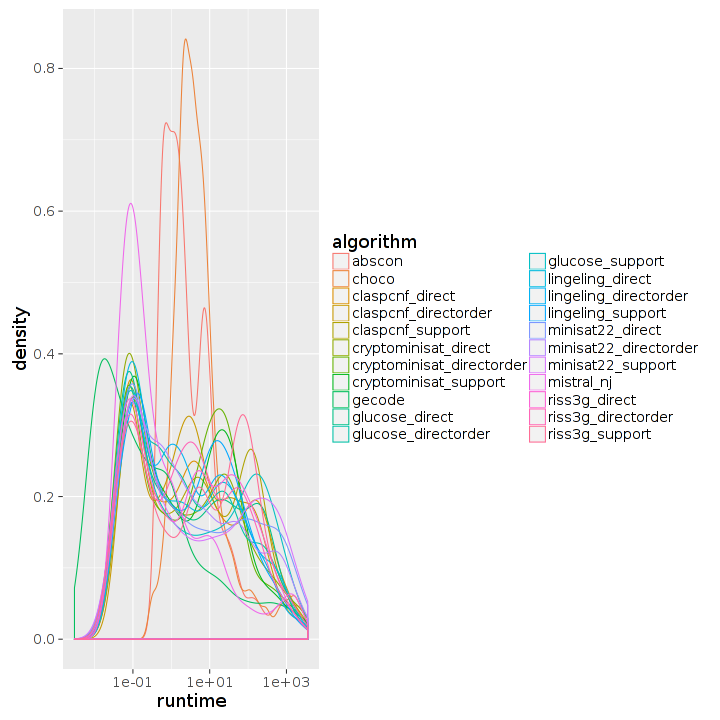 0.8
0.6
0.4
0.2
0.0
density
1e-01 1e+01 1e+03
runtime
algorithm
abscon
choco
claspcnf_direct
claspcnf_directorder
claspcnf_support
cryptominisat_direct
cryptominisat_directorder
cryptominisat_support
gecode
glucose_direct
glucose_directorder
glucose_support
lingeling_direct
lingeling_directorder
lingeling_support
minisat22_direct
minisat22_directorder
minisat22_support
mistral_nj
riss3g_direct
riss3g_directorder
riss3g_support